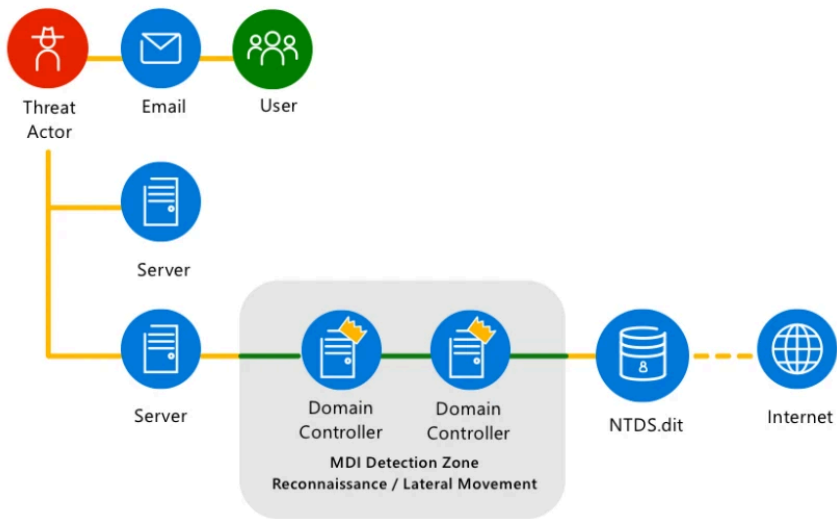 Threat
Actor
Email
User
Server
Server
Domain
Controller
Domain
Controller
MDI Detection Zone
Reconnaissance / Lateral Movement
NTDS.dit
Internet